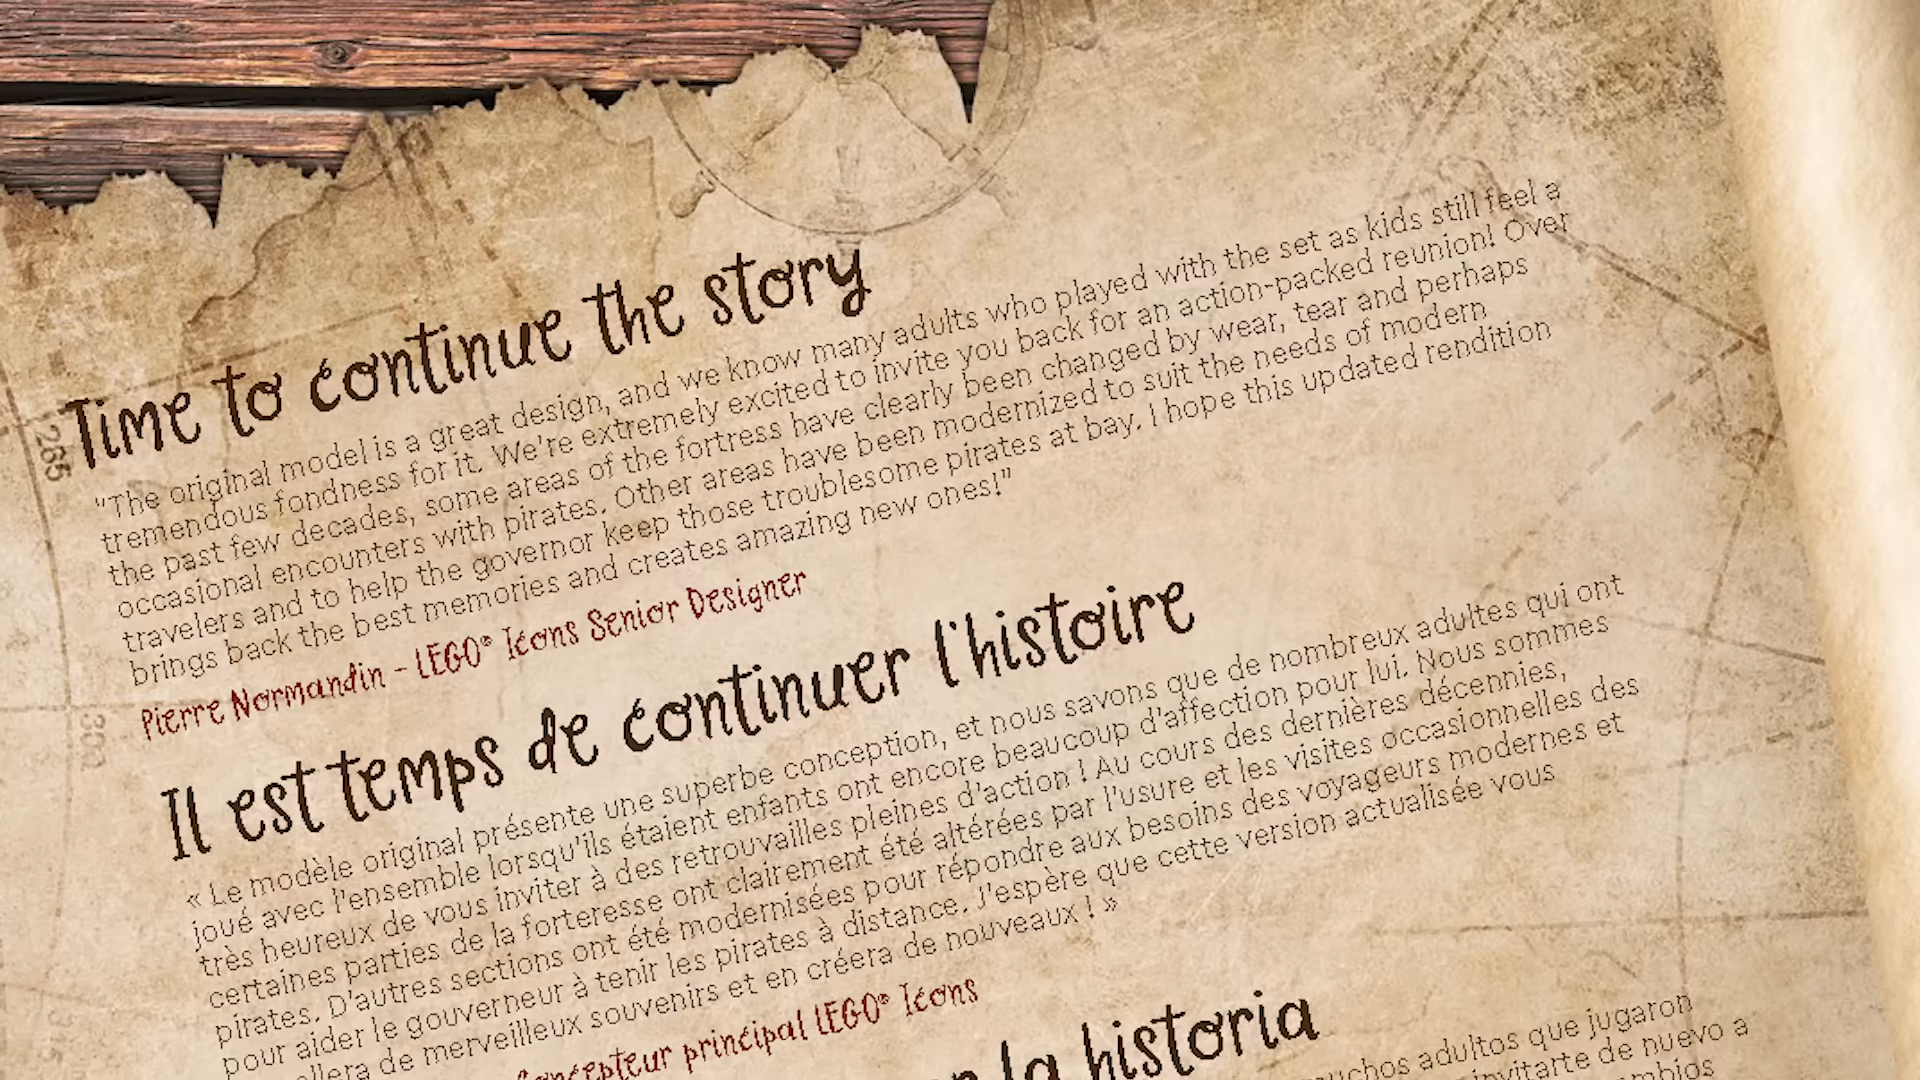 Time to continue the story
"The original model is a great design, and we know many adults who played with the set as kids still feel a
tremendous fondness for it. We're extremely excited to invite you back for an action-packed reunion! Over
the past few decades, some areas of the fortress have clearly been changed by wear, tear and perhaps
occasional encounters with pirates. Other areas have been modernized to suit the needs of modern
travelers and to help the governor keep those troublesome pirates at bay. I hope this updated rendition
brings back the best memories and creates amazing new ones!"
Pierre Normandin - LEGO® Icons Senior Designer
Il est temps de continuer l'histoire
« Le modèle original présente une superbe conception, et nous savons que de nombreux adultes qui ont
joué avec l'ensemble lorsqu'ils étaient enfants ont encore beaucoup d'affection pour lui. Nous sommes
très heureux de vous inviter à des retrouvailles pleines d'action ! Au cours des dernières décennies,
certaines parties de la forteresse ont clairement été altérées par l'usure et les visites occasionnelles des
pirates. D'autres sections ont été modernisées pour répondre aux besoins des voyageurs modernes et
pour aider le gouverneur à tenir les pirates à distance. J'espère que cette version actualisée vous
de merveilleux souvenirs et en créera de nouveaux ! »
principal LEGO® Icons
la historia
adultos que jugaron
invitarte de nuevo a
285
300